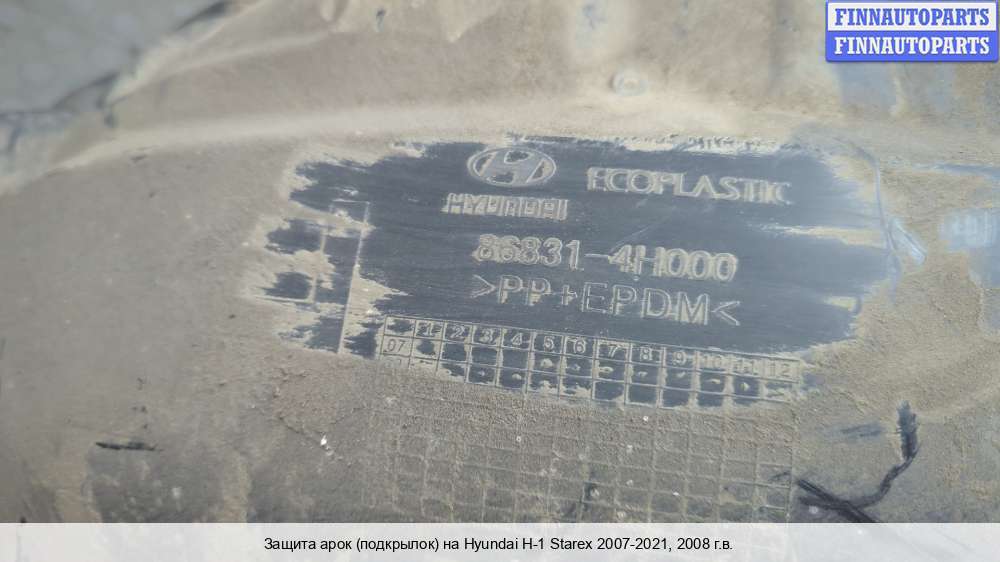 FINNAUTOPARTS
FINNAUTOPARTS
ECOPLASTIC
HYUNDAI
86831-4H000
>PP+EPDM<
1 2 3 4 5 6 7 8 9 10 11 12
07
Защита арок (подкрылок) на Hyundai H-1 Starex 2007-2021, 2008 г.в.